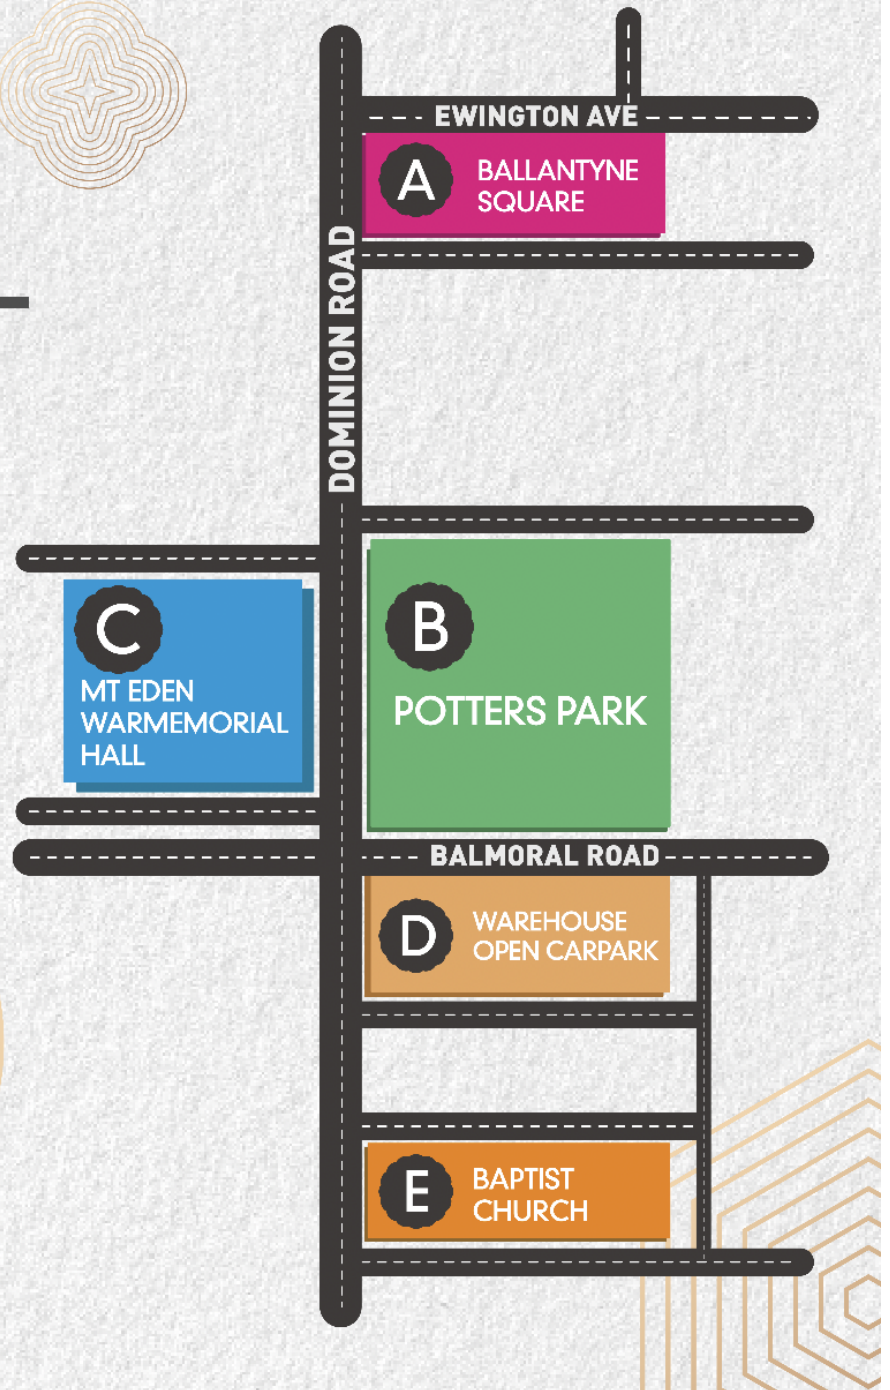 EWINGTON AVE
A
BALLANTYNE
SQUARE
DOMINION ROAD
C
MT EDEN
WARMEMORIAL
HALL
B
POTTERS PARK
BALMORAL ROAD
D
WAREHOUSE
OPEN CARPARK
E
BAPTIST
CHURCH